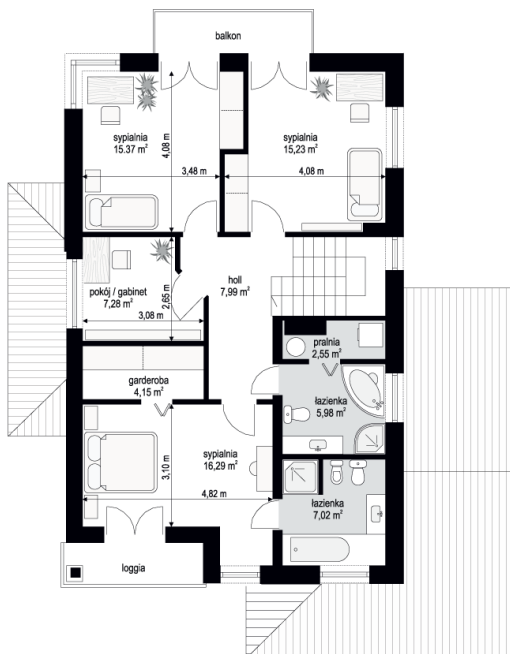 balkon
sypialnia
15.37 m²
4,08 m
3,48 m
sypialnia
15,23 m²
4,08 m
pokój / gabinet
7,28 m²
2,65 m
3,08 m
holl
7,99 m²
pralnia
2,55 m²
garderoba
4,15 m²
łazienka
5,98 m²
sypialnia
16,29 m²
3,10 m
4,82 m
łazienka
7,02 m²
loggia